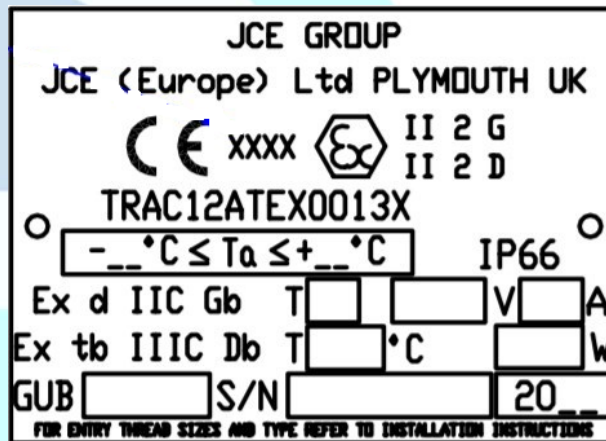 JCE GROUP
JCE (Europe) Ltd PLYMOUTH UK
CE XXXX Ex II 2 G
II 2 D
TRAC12ATEX0013X
-__°C ≤ Ta ≤ +__°C IP66
Ex d IIC Gb T V A
Ex tb IIIC Db T °C W
GUB S/N 20__
FOR ENTRY THREAD SIZES AND TYPE REFER TO INSTALLATION INSTRUCTIONS